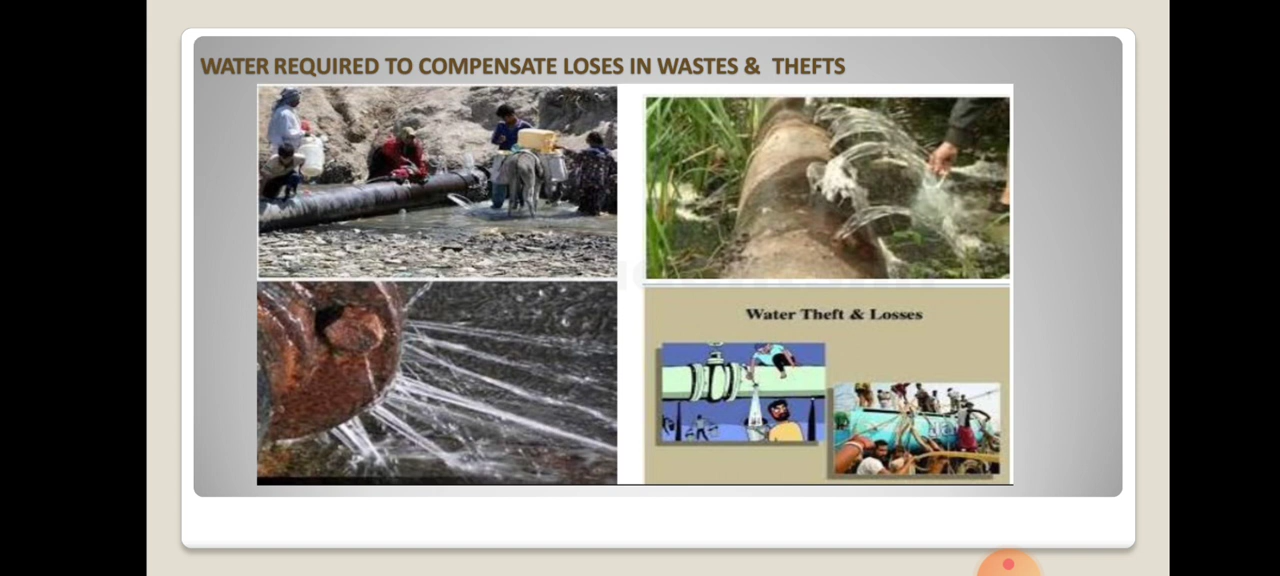 WATER REQUIRED TO COMPENSATE LOSES IN WASTES & THEFTS
Water Theft & Losses